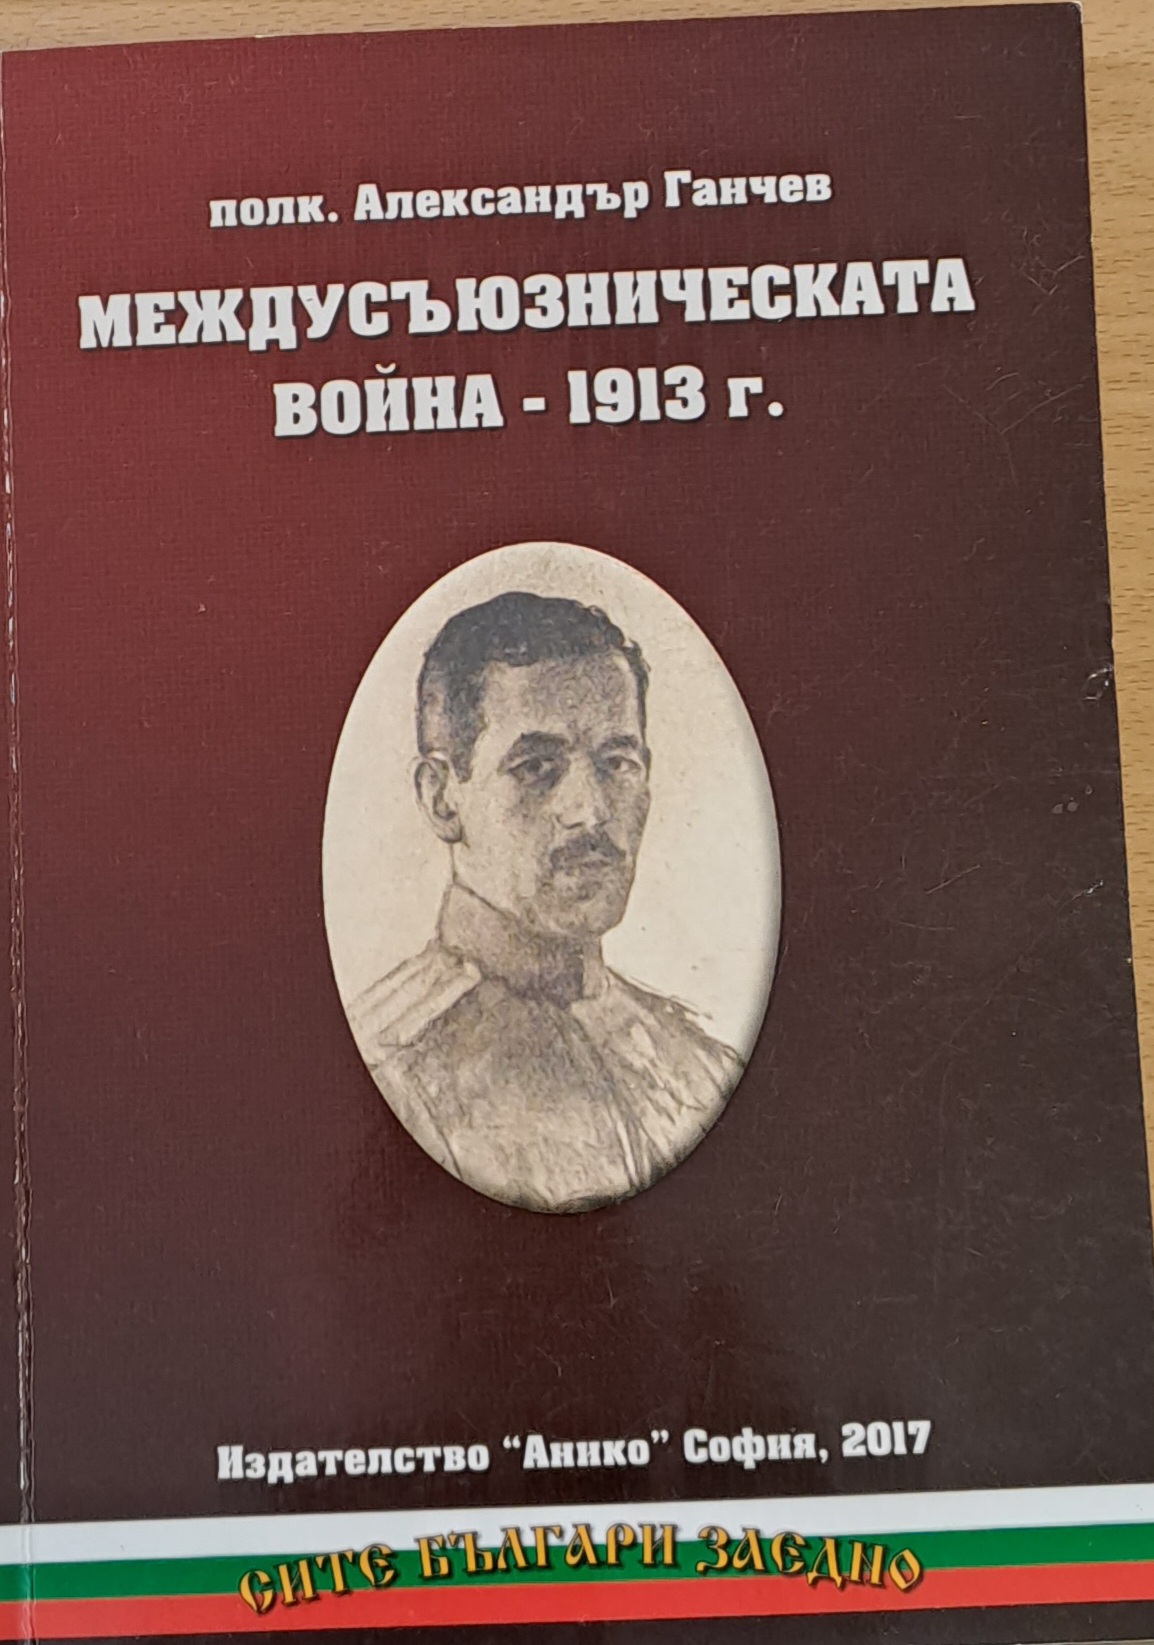 полк. Александър Ганчев
МЕЖДУСЪЮЗНИЧЕСКАТА
ВОЙНА - 1913 г.
Издателство “Анико” София, 2017
СИТЕ БЪЛГАРИ ЗАЕДНО